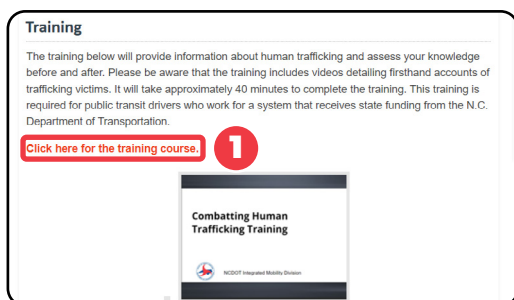 Training
The training below will provide information about human trafficking and assess your knowledge
before and after. Please be aware that the training includes videos detailing firsthand accounts of
trafficking victims. It will take approximately 40 minutes to complete the training. This training is
required for public transit drivers who work for a system that receives state funding from the N.C.
Department of Transportation.
Click here for the training course.
1
Combatting Human
Trafficking Training
NCDOT Integrated Mobility Division